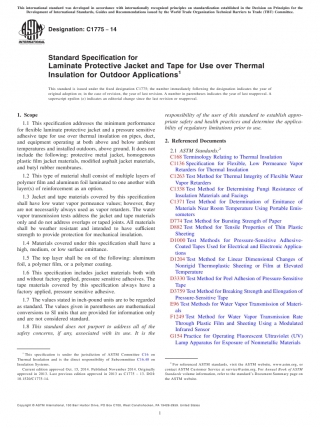 This international standard was developed in accordance with internationally recognized principles on standardization established in the Decision on Principles for the
Development of International Standards, Guides and Recommendations issued by the World Trade Organization Technical Barriers to Trade (TBT) Committee.
Designation: C1775 − 14
INTERNATIONAL
Standard Specification for
Laminate Protective Jacket and Tape for Use over Thermal
Insulation for Outdoor Applications1
This standard is issued under the fixed designation C1775; the number immediately following the designation indicates the year of
original adoption or, in the case of revision, the year of last revision. A number in parentheses indicates the year of last reapproval. A
superscript epsilon (ε) indicates an editorial change since the last revision or reapproval.
1. Scope
1.1 This specification addresses the minimum performance
for flexible laminate protective jacket and a pressure sensitive
adhesive tape for use over thermal insulation on pipes, duct,
and equipment operating at both above and below ambient
temperatures and installed outdoors, above ground. It does not
include the following: protective metal jacket, homogenous
plastic film jacket materials, modified asphalt jacket materials,
and butyl rubber membranes.
1.2 This type of material shall consist of multiple layers of
polymer film and aluminum foil laminated to one another with
layer(s) of reinforcement as an option.
1.3 Jacket and tape materials covered by this specification
shall have low water vapor permeance values; however, they
are not necessarily always used as vapor retarders. The water
vapor transmission tests address the jacket and tape materials
only and do not address overlaps or taped joints. All materials
shall be weather resistant and intended to have sufficient
strength to provide protection for mechanical insulation.
1.4 Materials covered under this specification shall have a
high, medium, or low surface emittance.
1.5 The top layer shall be of the following: aluminum
foil, a polymer film, or a polymer coating.
1.6 This specification includes jacket materials both with
and without factory applied, pressure sensitive adhesives. The
tape materials covered by this specification always have a
factory applied, pressure sensitive adhesive.
1.7 The values stated in inch-pound units are to be regarded
as standard. The values given in parentheses are mathematical
conversions to SI units that are provided for information only
and are not considered standard.
1.8 This standard does not purport to address all of the
safety concerns, if any, associated with its use. It is the
responsibility of the user of this standard to establish appro-
priate safety and health practices and determine the applica-
bility of regulatory limitations prior to use.
2. Referenced Documents
2.1 ASTM Standards:2
C168 Terminology Relating to Thermal Insulation
C1136 Specification for Flexible, Low Permeance Vapor
Retarders for Thermal Insulation
C1263 Test Method for Thermal Integrity of Flexible Water
Vapor Retarders
C1338 Test Method for Determining Fungi Resistance of
Insulation Materials and Facings
C1371 Test Method for Determination of Emittance of
Materials Near Room Temperature Using Portable Emis-
someters
D774 Test Method for Bursting Strength of Paper
D882 Test Method for Tensile Properties of Thin Plastic
Sheeting
D1000 Test Methods for Pressure-Sensitive Adhesive-
Coated Tapes Used for Electrical and Electronic Applica-
tions
D1204 Test Method for Linear Dimensional Changes of
Nonrigid Thermoplastic Sheeting or Film at Elevated
Temperature
D3330 Test Method for Peel Adhesion of Pressure-Sensitive
Tape
D3759 Test Method for Breaking Strength and Elongation of
Pressure-Sensitive Tape
E96 Test Methods for Water Vapor Transmission of Materi-
als
F1249 Test Method for Water Vapor Transmission Rate
Through Plastic Film and Sheeting Using a Modulated
Infrared Sensor
G154 Practice for Operating Fluorescent Ultraviolet (UV)
Lamp Apparatus for Exposure of Nonmetallic Materials
1 This specification is under the jurisdiction of ASTM Committee C16 on
Thermal Insulation and is the direct responsibility of Subcommittee C16.40 on
Insulation Systems.
Current edition approved Oct. 15, 2014. Published November 2014. Originally
approved in 2013. Last previous edition approved in 2013 as C1775 – 13. DOI:
10.1520/C1775-14.
2 For referenced ASTM standards, visit the ASTM website, www.astm.org, or
contact ASTM Customer Service at service@astm.org. For Annual Book of ASTM
Standards volume information, refer to the standard's Document Summary page on
the ASTM website.
Copyright © ASTM International, 100 Barr Harbor Drive, PO Box C700, West Conshohocken, PA 19428-2959. United States
1